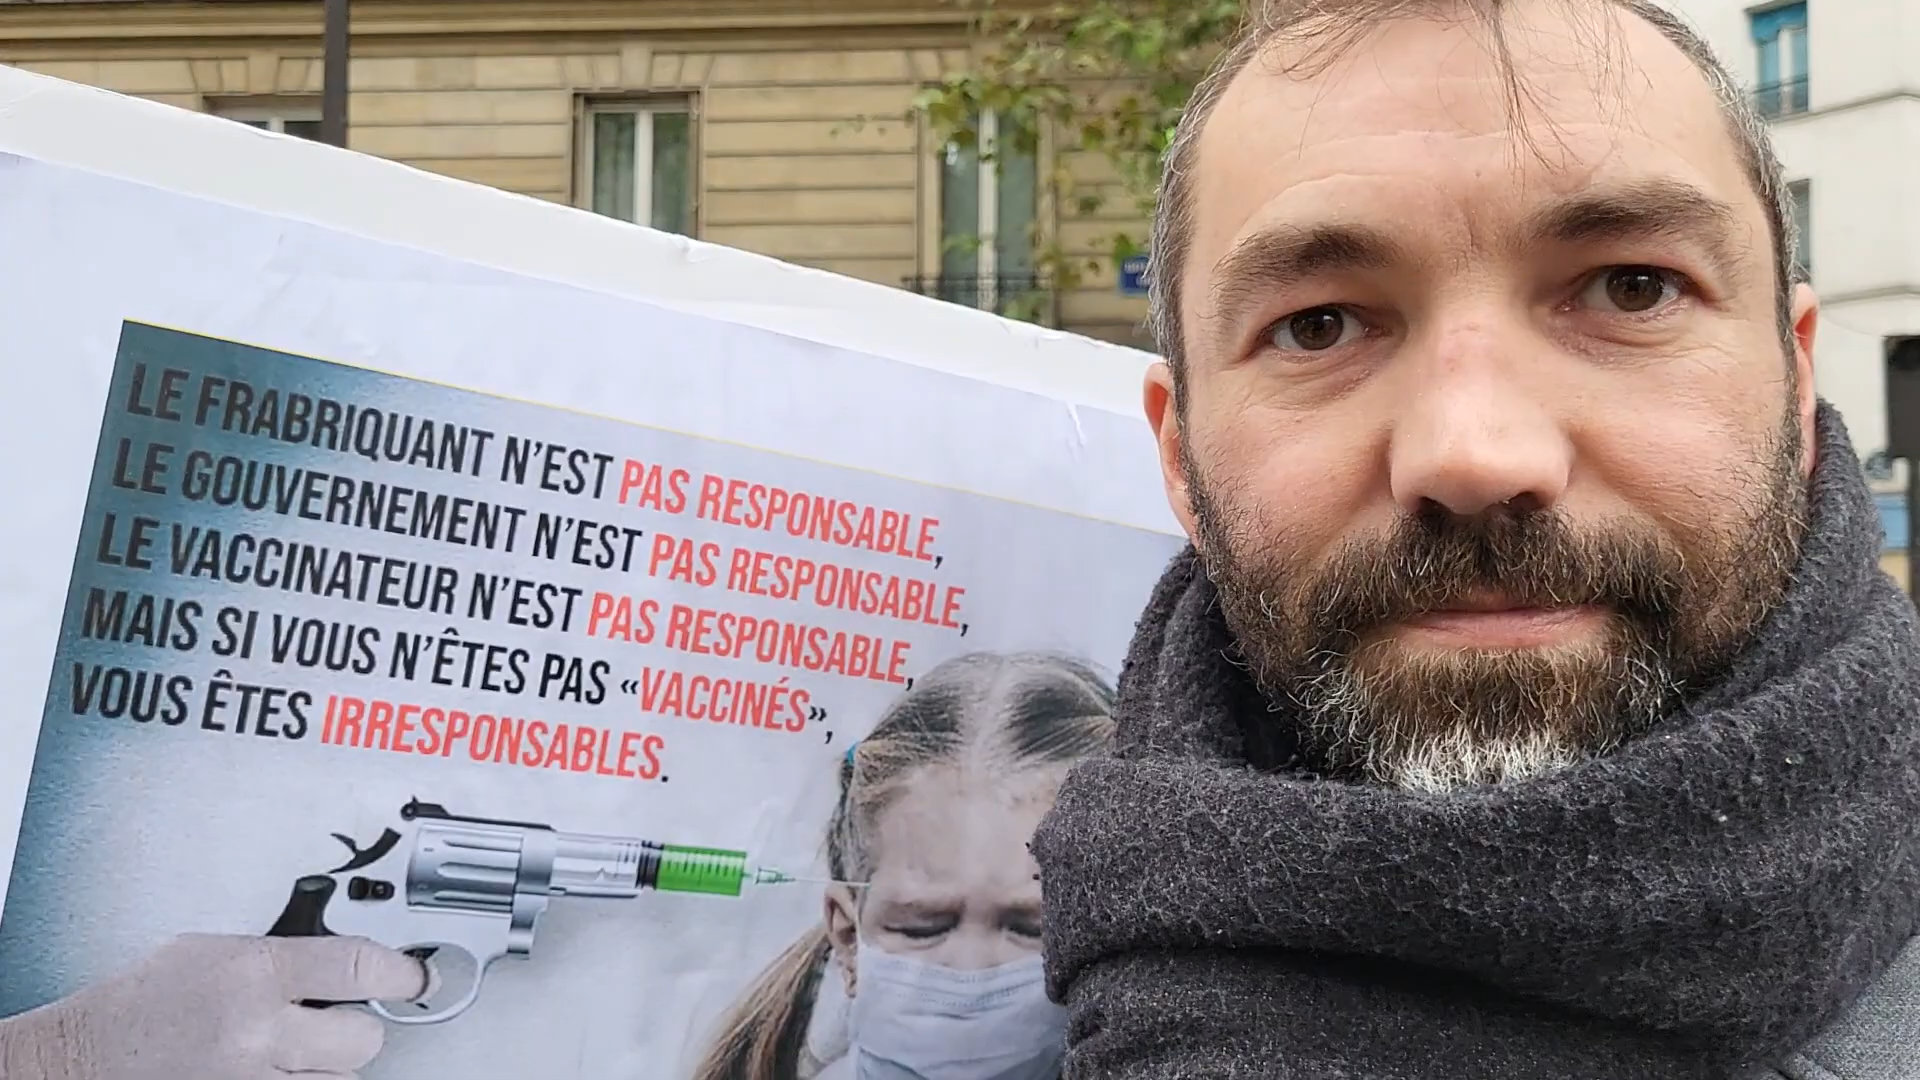 LE FRABRIQUANT N'EST PAS RESPONSABLE,
LE GOUVERNEMENT N'EST PAS RESPONSABLE,
LE VACCINATEUR N'EST PAS RESPONSABLE,
MAIS SI VOUS N'ÊTES PAS «VACCINÉS»,
VOUS ÊTES IRRESPONSABLES.